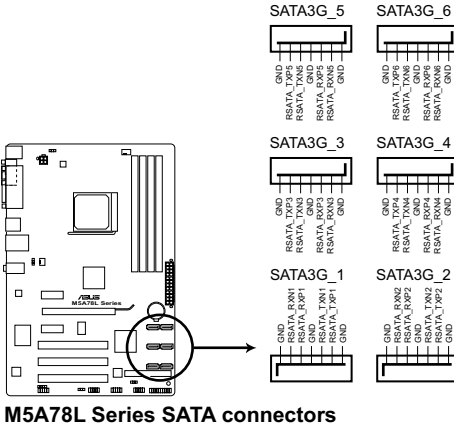 SATA3G_5
GND
RSATA_TXP5
RSATA_TXN5
GND
RSATA_RXP5
RSATA_RXN5
GND
SATA3G_6
GND
RSATA_TXP6
RSATA_TXN6
GND
RSATA_RXP6
RSATA_RXN6
GND
SATA3G_3
GND
RSATA_TXP3
RSATA_TXN3
GND
RSATA_RXP3
RSATA_RXN3
GND
SATA3G_4
GND
RSATA_TXP4
RSATA_TXN4
GND
RSATA_RXP4
RSATA_RXN4
GND
SATA3G_1
GND
RSATA_RXN1
RSATA_RXP1
GND
RSATA_TXN1
RSATA_TXP1
GND
SATA3G_2
GND
RSATA_RXN2
RSATA_RXP2
GND
RSATA_TXN2
RSATA_TXP2
GND
ASUS
M5A78L Series
M5A78L Series SATA connectors